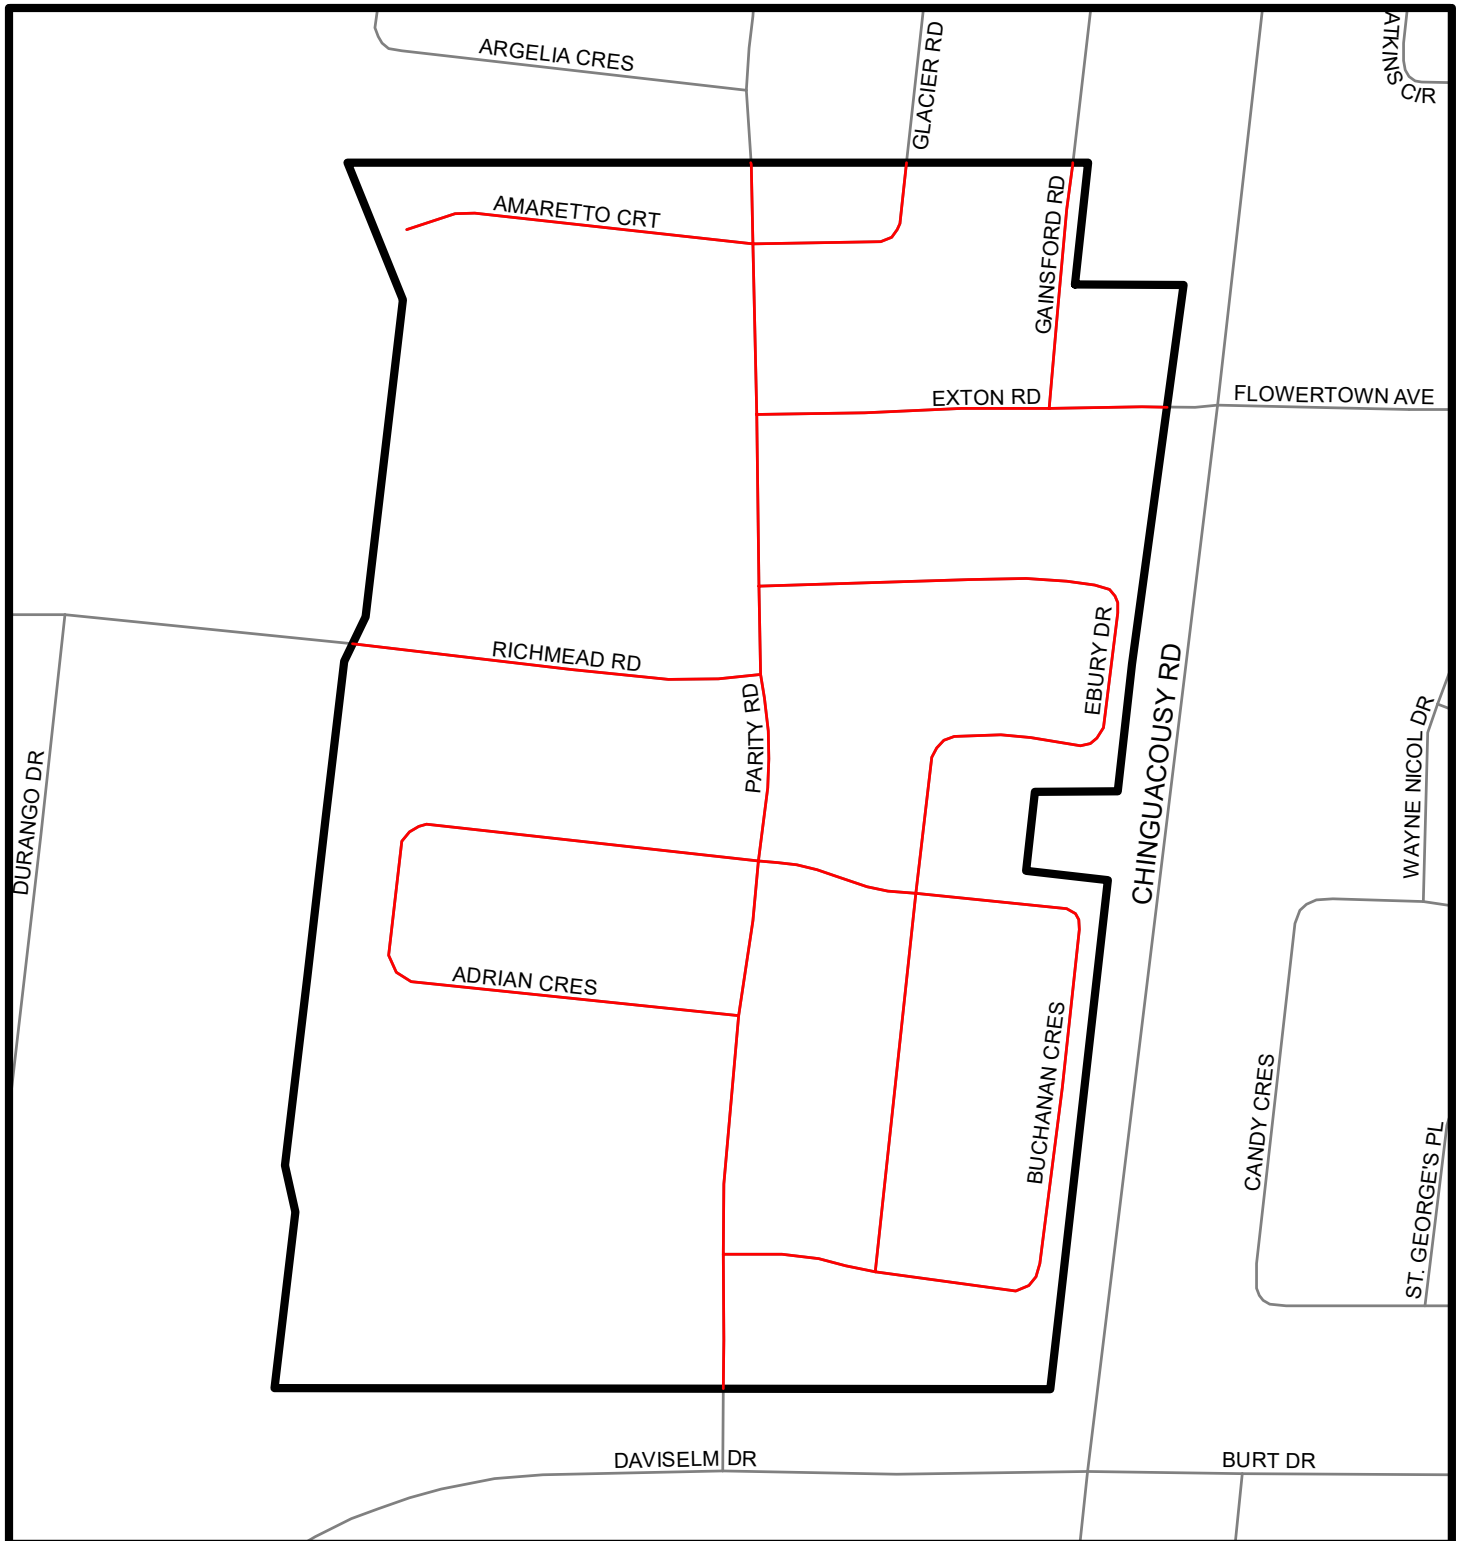 ARGELIA CRES
GLACIER RD
ATKINS C/R
AMARETTO CRT
GAINSFORD RD
EXTON RD
FLOWERTOWN AVE
RICHMEAD RD
EBURY DR
PARITY RD
CHINGUACOUSY RD
WAYNE NICOL DR
DURANGO DR
ADRIAN CRES
BUCHANAN CRES
CANDY CRES
ST. GEORGE'S PL
DAVISELM DR
BURT DR